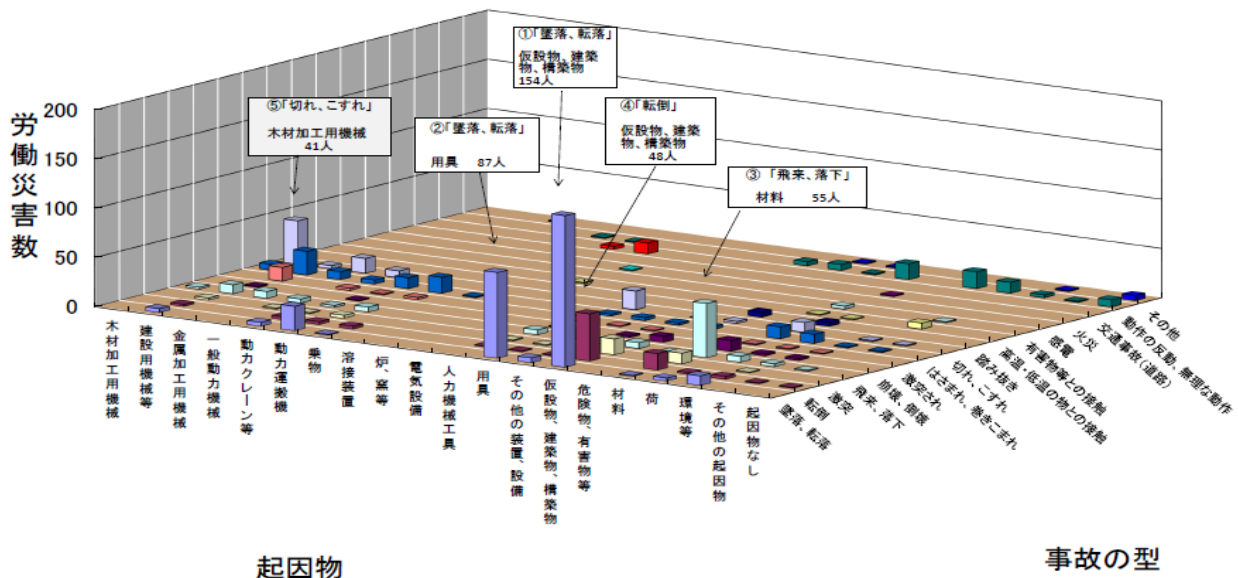 ①「墜落、転落」
仮設物、建築
物、構築物
154人
⑤「切れ、こすれ」
木材加工用機械
41人
②「墜落、転落」
用具 87人
④「転倒」
仮設物、建築
物、構築物
48人
③「飛来、落下」
材料 55人
労働災害数
200
150
100
50
0
木材加工用機械
建設用機械等
金属加工用機械
一般動力機械
動力クレーン等
動力運搬機
乗物
溶接装置
炉、窯等
電気設備
人力機械工具
用具
その他の装置、設備
仮設物、建築物、構築物
危険物、有害物等
材料
荷
環境等
その他の起因物
起因物なし
墜落、転落
転倒
激突
飛来、落下
崩壊、倒壊
激突され
はさまれ、巻きこまれ
切れ、こすれ
踏み抜き
高温・低温の物との接触
有害物等との接触
感電
火災
交通事故(道路)
動作の反動、無理な動作
その他
起因物
事故の型